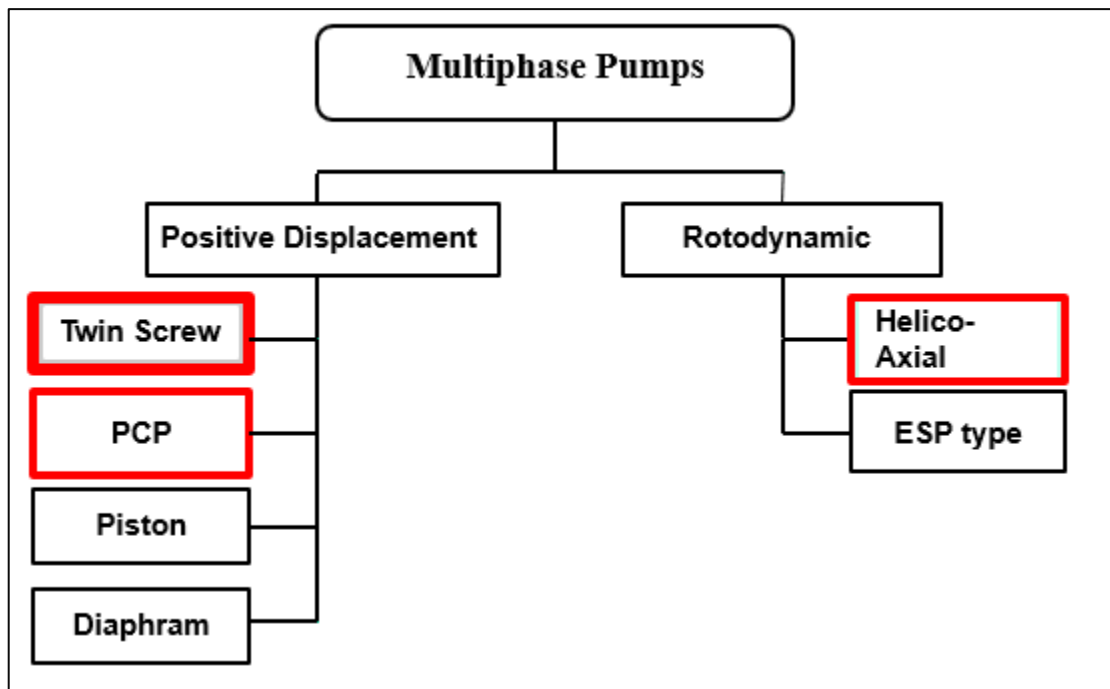 Multiphase Pumps
Positive Displacement
Rotodynamic
Twin Screw
PCP
Piston
Diaphram
Helico-
Axial
ESP type